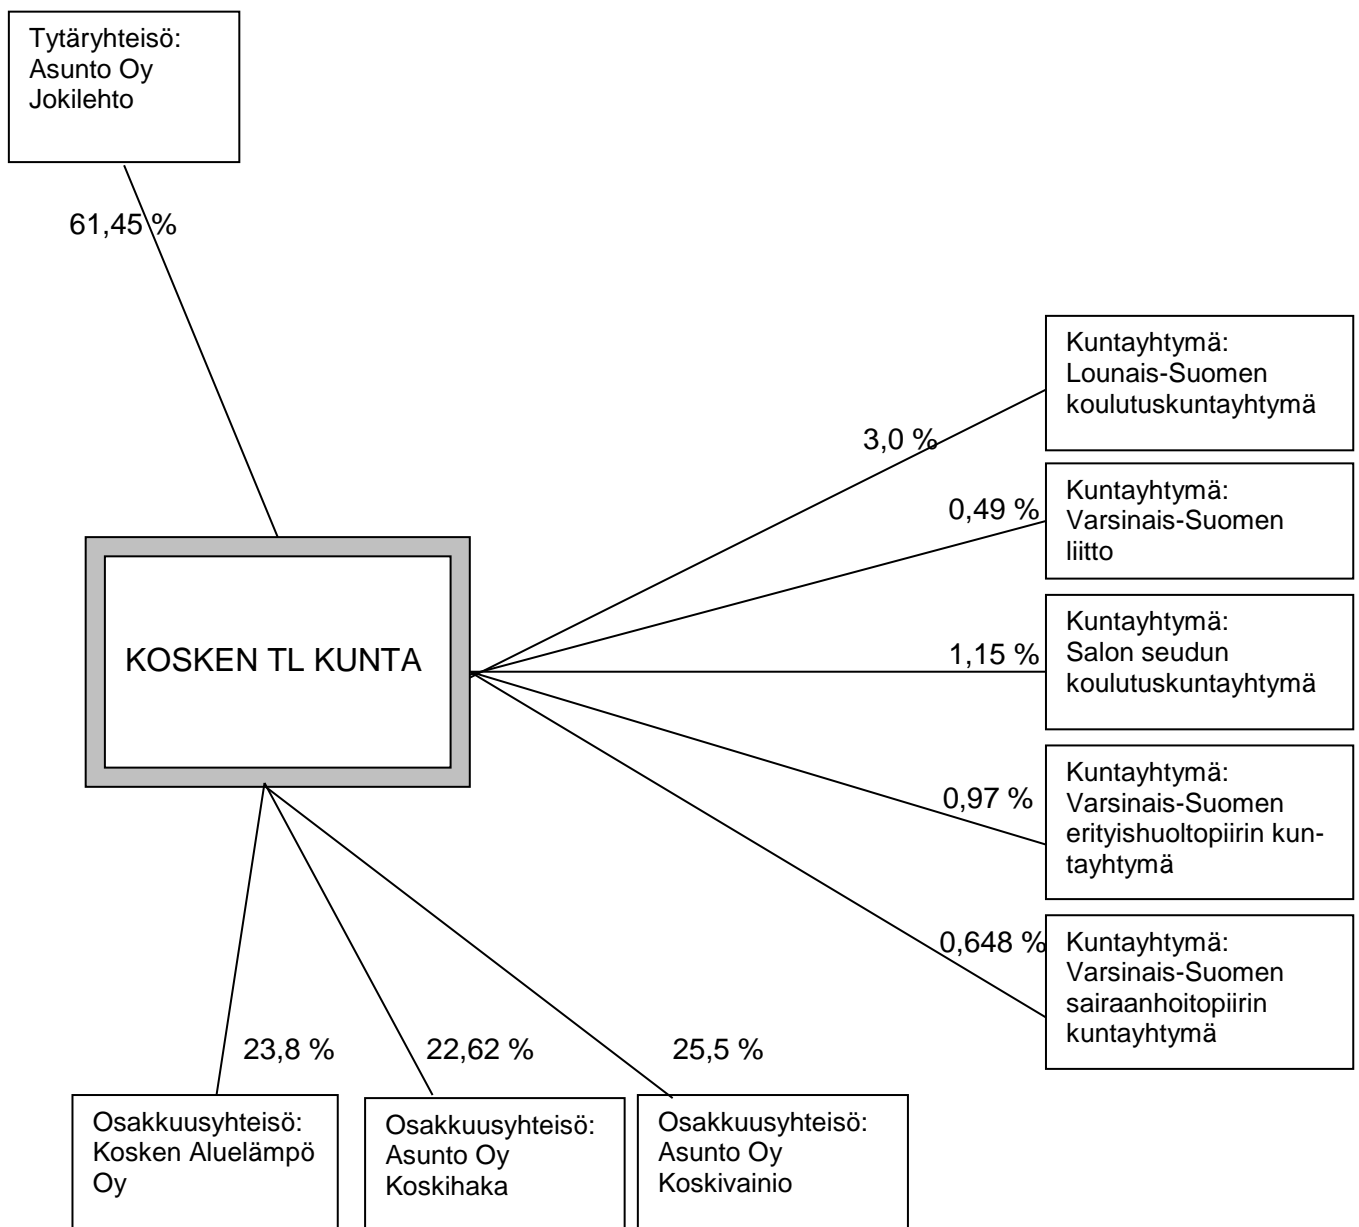 Tytäryhteisö:
Asunto Oy
Jokilehto
61,45 %
Kuntayhtymä:
Lounais-Suomen
koulutuskuntayhtymä
3,0 %
Kuntayhtymä:
Varsinais-Suomen
liitto
0,49 %
KOSKEN TL KUNTA
Kuntayhtymä:
Salon seudun
koulutuskuntayhtymä
1,15 %
Kuntayhtymä:
Varsinais-Suomen
erityishuoltopiirin kun-
tayhtymä
0,97 %
Kuntayhtymä:
Varsinais-Suomen
sairaanhoitopiirin
kuntayhtymä
0,648 %
23,8 %
22,62 %
25,5 %
Osakkuusyhteisö:
Kosken Aluelämpö
Oy
Osakkuusyhteisö:
Asunto Oy
Koskihaka
Osakkuusyhteisö:
Asunto Oy
Koskivainio